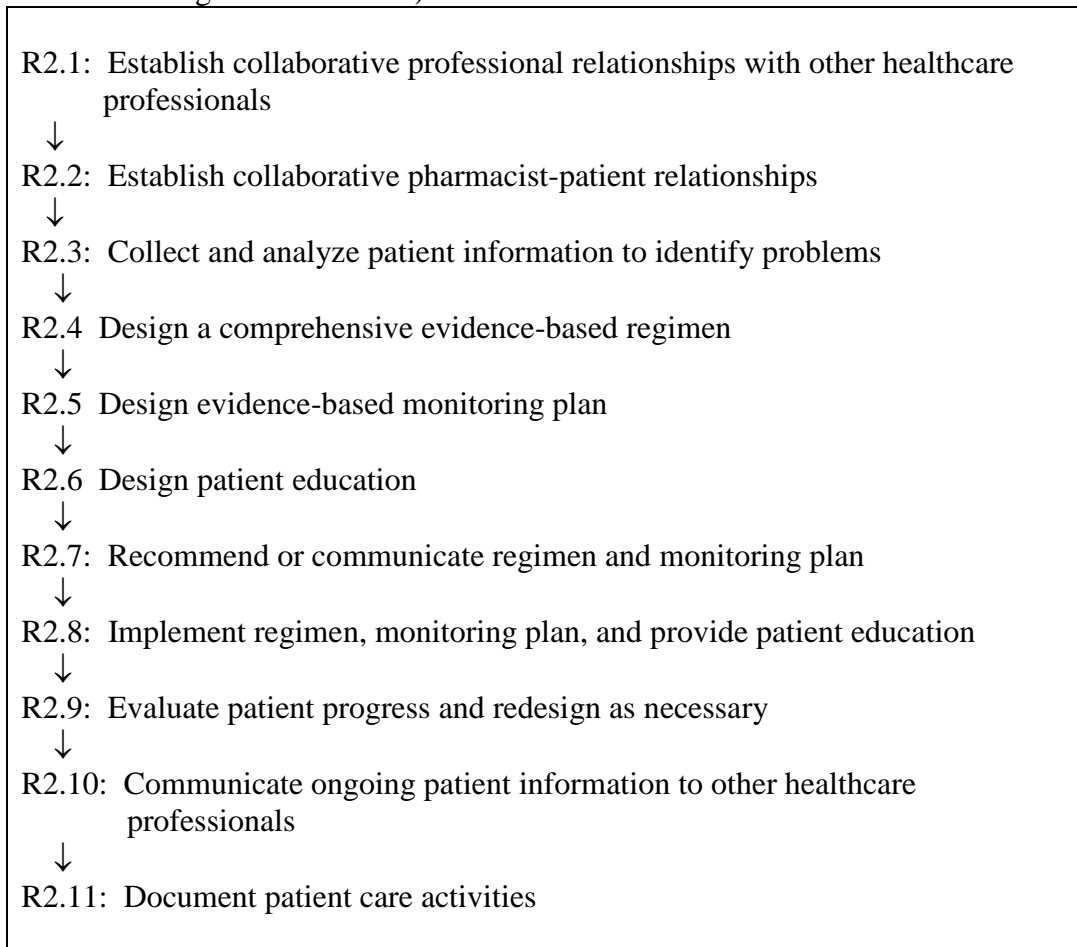 R2.1: Establish collaborative professional relationships with other healthcare
professionals
↓
R2.2: Establish collaborative pharmacist-patient relationships
↓
R2.3: Collect and analyze patient information to identify problems
↓
R2.4 Design a comprehensive evidence-based regimen
↓
R2.5 Design evidence-based monitoring plan
↓
R2.6 Design patient education
↓
R2.7: Recommend or communicate regimen and monitoring plan
↓
R2.8: Implement regimen, monitoring plan, and provide patient education
↓
R2.9: Evaluate patient progress and redesign as necessary
↓
R2.10: Communicate ongoing patient information to other healthcare
professionals
↓
R2.11: Document patient care activities